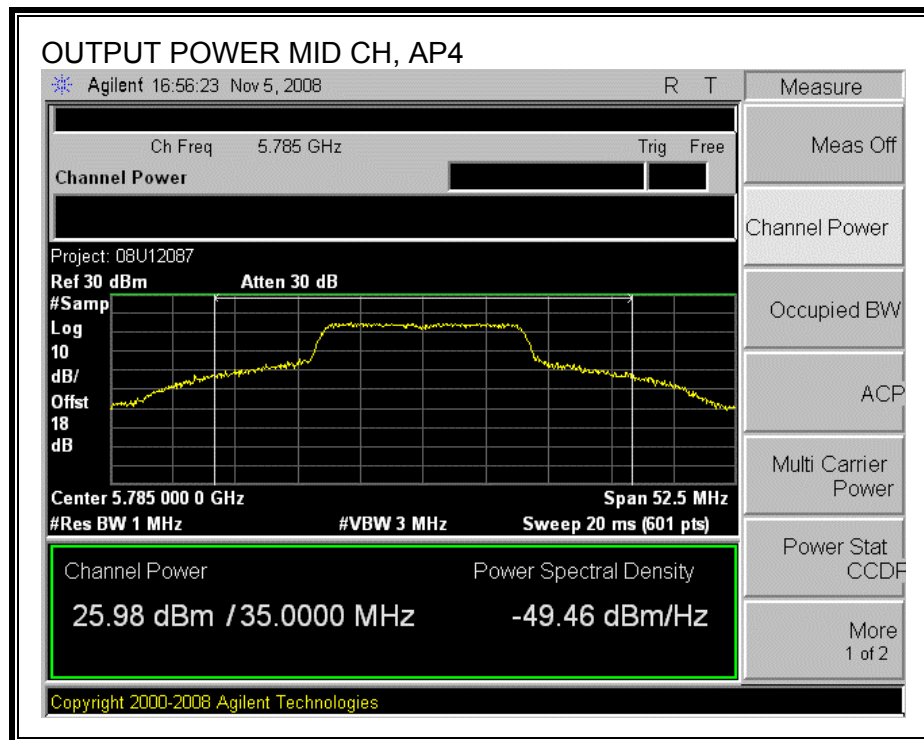 OUTPUT POWER MID CH, AP4
Agilent 16:56:23 Nov 5, 2008 R T
Measure
Ch Freq 5.785 GHz Trig Free
Channel Power
Project: 08U12087
Ref 30 dBm Atten 30 dB
#Samp
Log
10
dB/
Offst
18
dB
Center 5.785 000 0 GHz Span 52.5 MHz
#Res BW 1 MHz #VBW 3 MHz Sweep 20 ms (601 pts)
Channel Power Power Spectral Density
25.98 dBm / 35.0000 MHz -49.46 dBm/Hz
Copyright 2000-2008 Agilent Technologies
Meas Off
Channel Power
Occupied BW
ACP
Multi Carrier
Power
Power Stat
CCDF
More
1 of 2